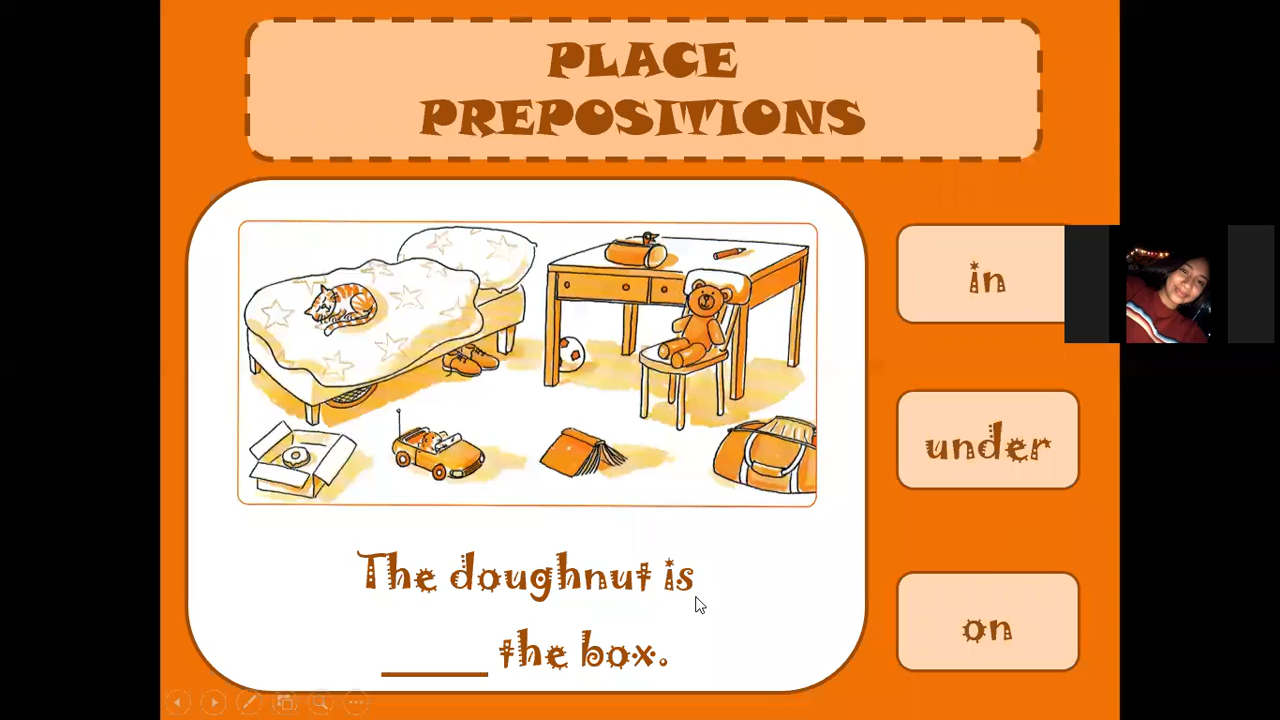 PLACE
PREPOSITIONS
in
under
on
The doughnut is
_____ the box.